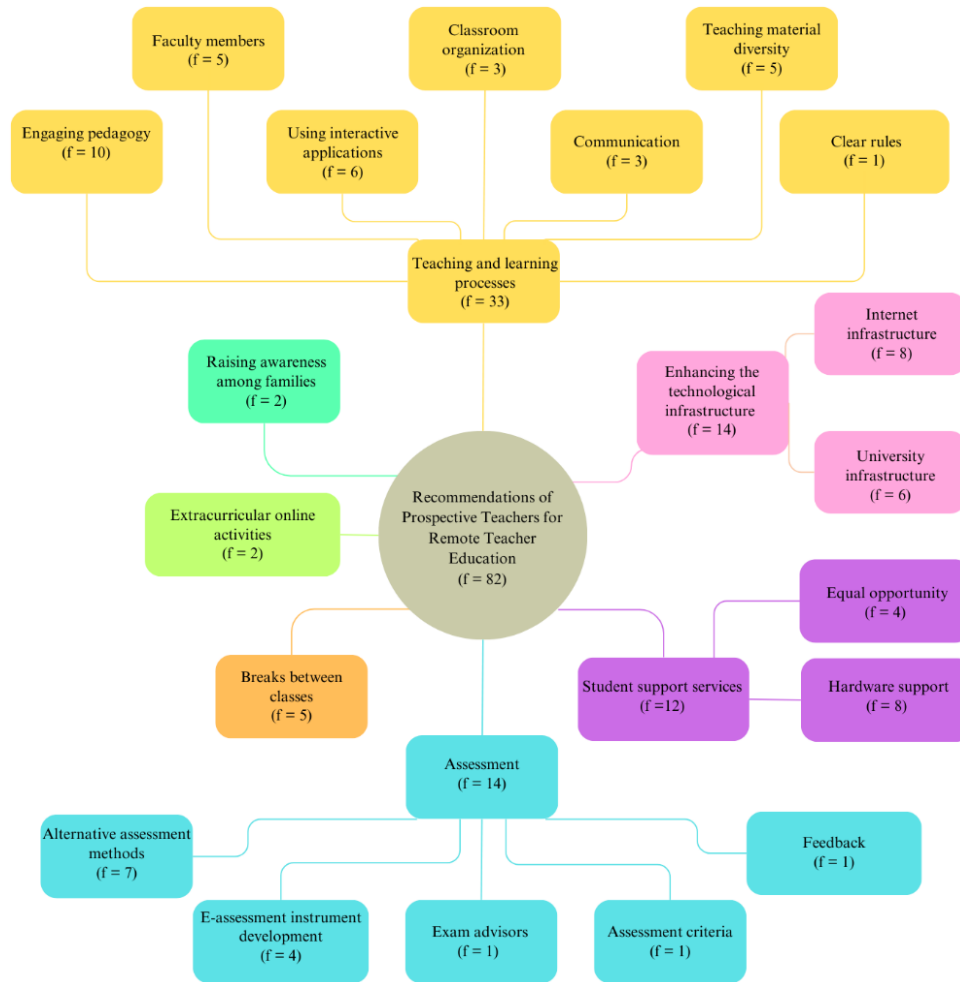 Faculty members
(f = 5)
Classroom
organization
(f = 3)
Teaching material
diversity
(f = 5)
Engaging pedagogy
(f = 10)
Using interactive
applications
(f = 6)
Communication
(f = 3)
Clear rules
(f = 1)
Teaching and learning
processes
(f = 33)
Internet
infrastructure
(f = 8)
Raising awareness
among families
(f = 2)
Enhancing the
technological
infrastructure
(f = 14)
University
infrastructure
(f = 6)
Recommendations of
Prospective Teachers for
Remote Teacher
Education
(f = 82)
Extracurricular online
activities
(f = 2)
Equal opportunity
(f = 4)
Breaks between
classes
(f = 5)
Student support services
(f =12)
Hardware support
(f = 8)
Assessment
(f = 14)
Alternative assessment
methods
(f = 7)
Feedback
(f = 1)
E-assessment instrument
development
(f = 4)
Exam advisors
(f = 1)
Assessment criteria
(f = 1)